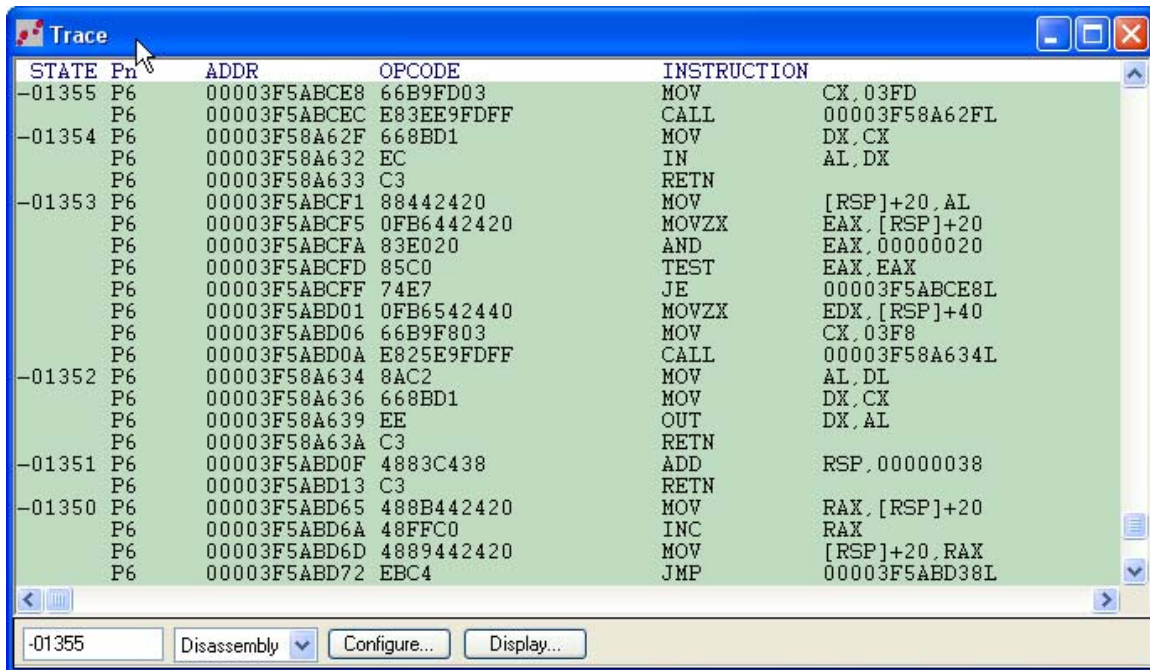 Trace
STATE Pn ADDR OPCODE INSTRUCTION
-01355 P6 00003F5ABCE8 66B9FD03 MOV CX,03FD
P6 00003F5ABCEC E83EE9FDFF CALL 00003F58A62FL
-01354 P6 00003F58A62F 668BD1 MOV DX,CX
P6 00003F58A632 EC IN AL,DX
P6 00003F58A633 C3 RETN
-01353 P6 00003F5ABCF1 88442420 MOV [RSP]+20,AL
P6 00003F5ABCF5 0FB6442420 MOVZX EAX,[RSP]+20
P6 00003F5ABCFA 83E020 AND EAX,00000020
P6 00003F5ABCFD 85C0 TEST EAX,EAX
P6 00003F5ABCFF 74E7 JE 00003F5ABCE8L
P6 00003F5ABD01 0FB6542440 MOVZX EDX,[RSP]+40
P6 00003F5ABD06 66B9F803 MOV CX,03F8
P6 00003F5ABD0A E825E9FDFF CALL 00003F58A634L
-01352 P6 00003F58A634 8AC2 MOV AL,DL
P6 00003F58A636 668BD1 MOV DX,CX
P6 00003F58A639 EE OUT DX,AL
P6 00003F58A63A C3 RETN
-01351 P6 00003F5ABD0F 4883C438 ADD RSP,00000038
P6 00003F5ABD13 C3 RETN
-01350 P6 00003F5ABD65 488B442420 MOV RAX,[RSP]+20
P6 00003F5ABD6A 48FFC0 INC RAX
P6 00003F5ABD6D 4889442420 MOV [RSP]+20,RAX
P6 00003F5ABD72 EBC4 JMP 00003F5ABD38L
-01355 Disassembly Configure... Display...